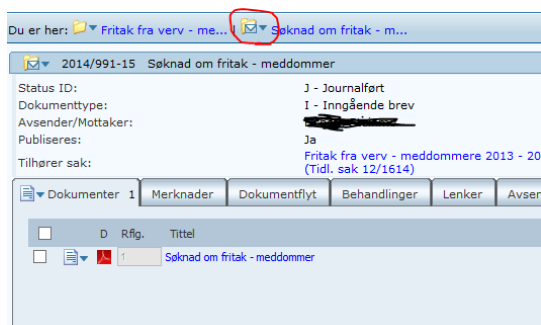 Du er her: Fritak fra verv - me... | Søknad om fritak - m...
2014/991-15 Søknad om fritak - meddommer
Status ID: J - Journalført
Dokumenttype: I - Inngående brev
Avsender/Mottaker:
Publiseres: Ja
Tilhører sak: Fritak fra verv - meddommere 2013 - 20
(Tidl. sak 12/1614)
Dokumenter 1 Merknader Dokumentflyt Behandlinger Lenker Avsen
D Rflg. Tittel
1 Søknad om fritak - meddommer